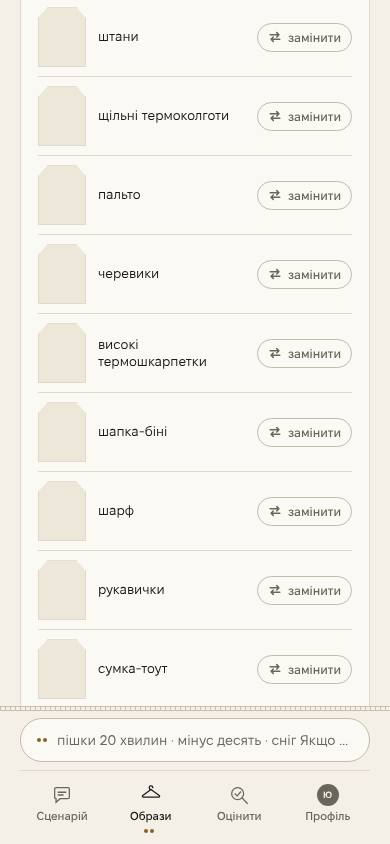 штани
замінити
щільні термоколготи
замінити
пальто
замінити
черевики
замінити
високі
термошкарпетки
замінити
шапка-біні
замінити
шарф
замінити
рукавички
замінити
сумка-тоут
замінити
пішки 20 хвилин · мінус десять · сніг Якщо ...
Сценарій
Образи
Оцінити
Ю
Профіль